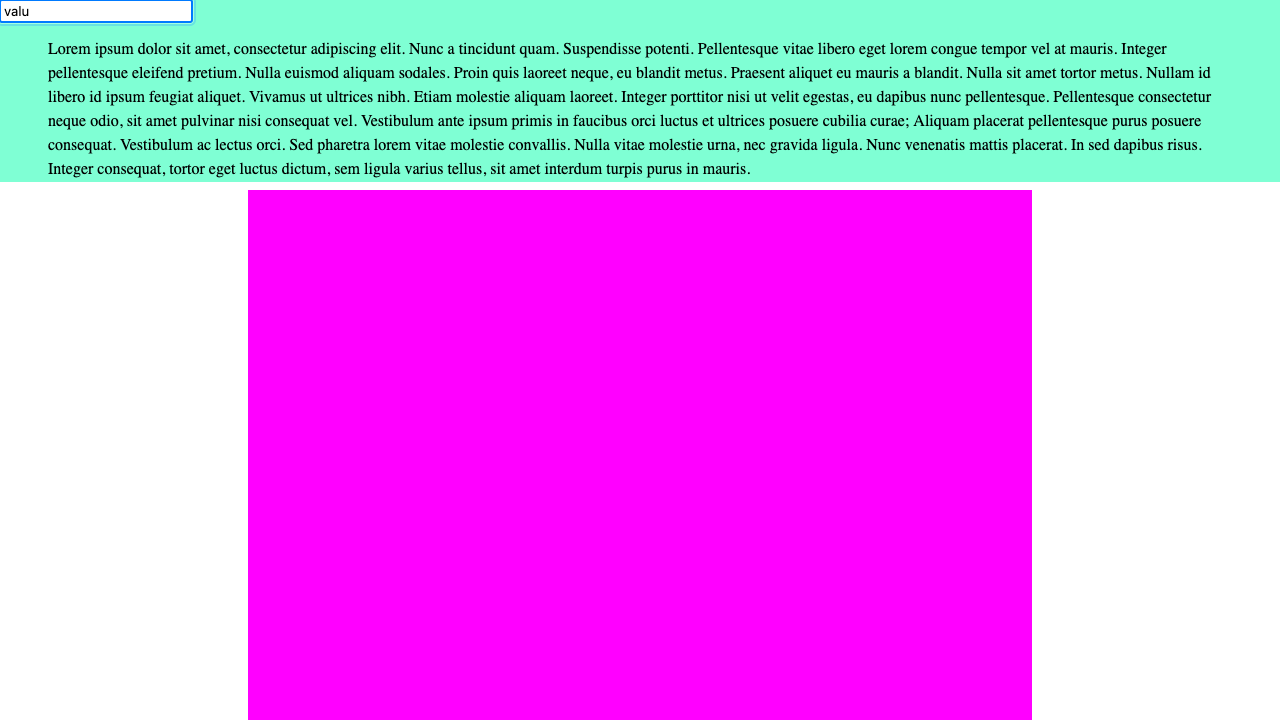 valu
Lorem ipsum dolor sit amet, consectetur adipiscing elit. Nunc a tincidunt quam. Suspendisse potenti. Pellentesque vitae libero eget lorem congue tempor vel at mauris. Integer
pellentesque eleifend pretium. Nulla euismod aliquam sodales. Proin quis laoreet neque, eu blandit metus. Praesent aliquet eu mauris a blandit. Nulla sit amet tortor metus. Nullam id
libero id ipsum feugiat aliquet. Vivamus ut ultrices nibh. Etiam molestie aliquam laoreet. Integer porttitor nisi ut velit egestas, eu dapibus nunc pellentesque. Pellentesque consectetur
neque odio, sit amet pulvinar nisi consequat vel. Vestibulum ante ipsum primis in faucibus orci luctus et ultrices posuere cubilia curae; Aliquam placerat pellentesque purus posuere
consequat. Vestibulum ac lectus orci. Sed pharetra lorem vitae molestie convallis. Nulla vitae molestie urna, nec gravida ligula. Nunc venenatis mattis placerat. In sed dapibus risus.
Integer consequat, tortor eget luctus dictum, sem ligula varius tellus, sit amet interdum turpis purus in mauris.